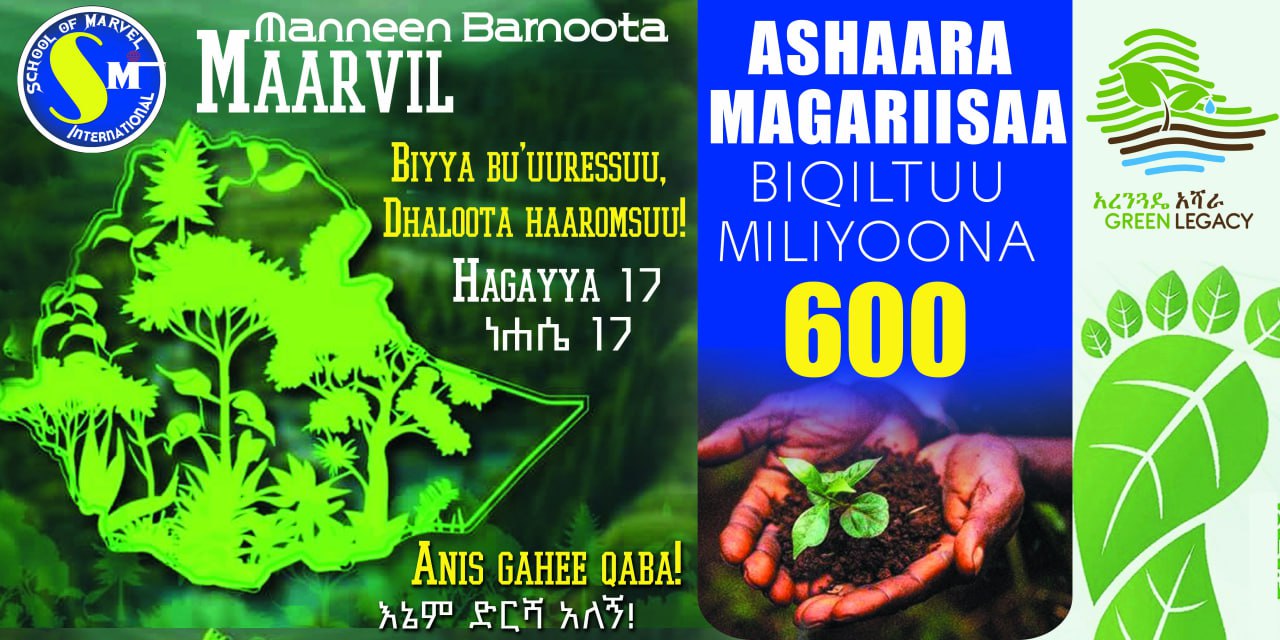 SCHOOL OF MARVEL
SM
INTERNATIONAL
Manneen Barnoota
MAARVIL
BIYYA BU'UURESSUU,
DHALOOTA HAAROMSUU!
HAGAYYA 17
ነሐሴ 17
ANIS GAHEE QABA!
እኔም ድርሻ አለኝ!
ASHAARA
MAGARIISAA
BIQILTUU
MILIYOONA
600
አረንጓዴ አሻራ
GREEN LEGACY